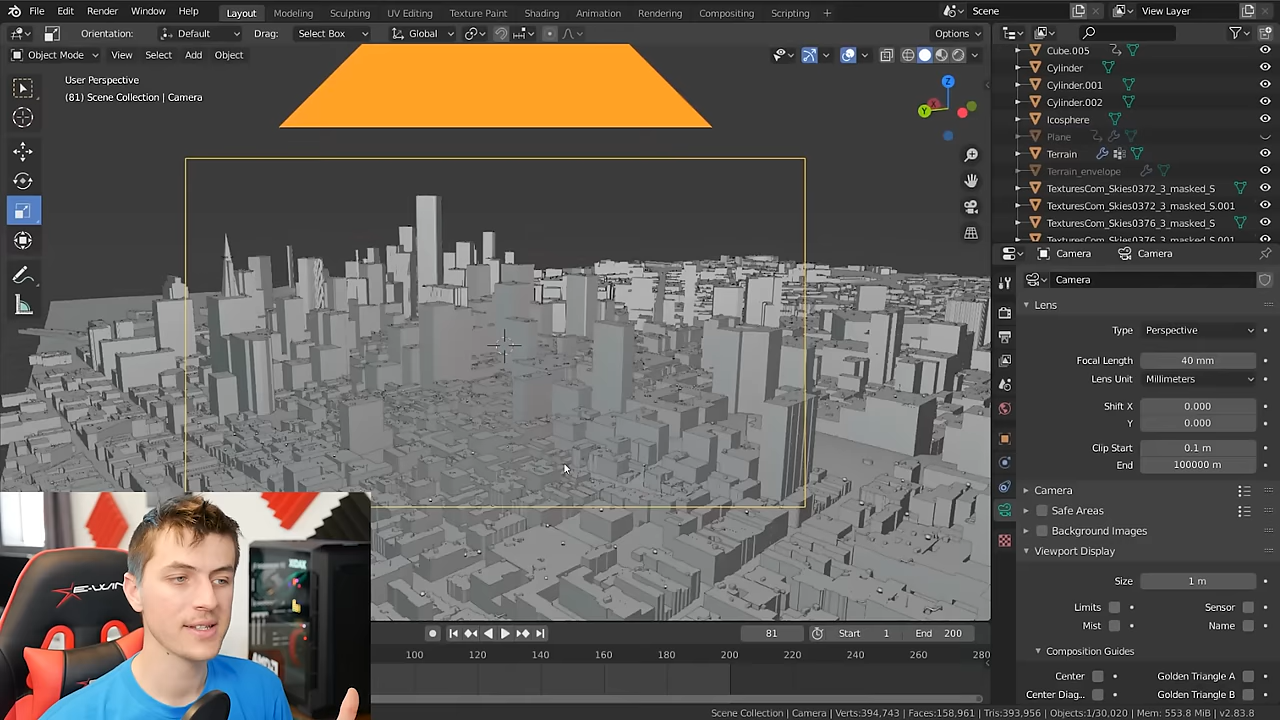 File Edit Render Window Help Layout Modeling Sculpting UV Editing Texture Paint Shading Animation Rendering Compositing Scripting + Scene View Layer
Orientation: Default Drag: Select Box Global Options
Object Mode View Select Add Object
User Perspective
(81) Scene Collection | Camera
Z
X
Y
Cube.005
Cylinder
Cylinder.001
Cylinder.002
Icosphere
Plane
Terrain
Terrain_envelope
TexturesCom_Skies0372_3_masked_S
TexturesCom_Skies0372_3_masked_S.001
TexturesCom_Skies0376_3_masked_S
TexturesCom_Skies0376_3_masked_S.001
Camera Camera
Camera
Lens
Type Perspective
Focal Length 40 mm
Lens Unit Millimeters
Shift X 0.000
Y 0.000
Clip Start 0.1 m
End 100000 m
Camera
Safe Areas
Background Images
Viewport Display
Size 1 m
Limits Sensor
Mist Name
Composition Guides
Center Golden Triangle A
Center Diag... Golden Triangle B
81 Start 1 End 200
100 120 140 160 180 200 220 240 260 280
Scene Collection | Camera | Verts:394,743 | Faces:158,961 | Tris:393,956 | Objects:1/30,020 | Mem: 553.8 MiB | v2.83.8